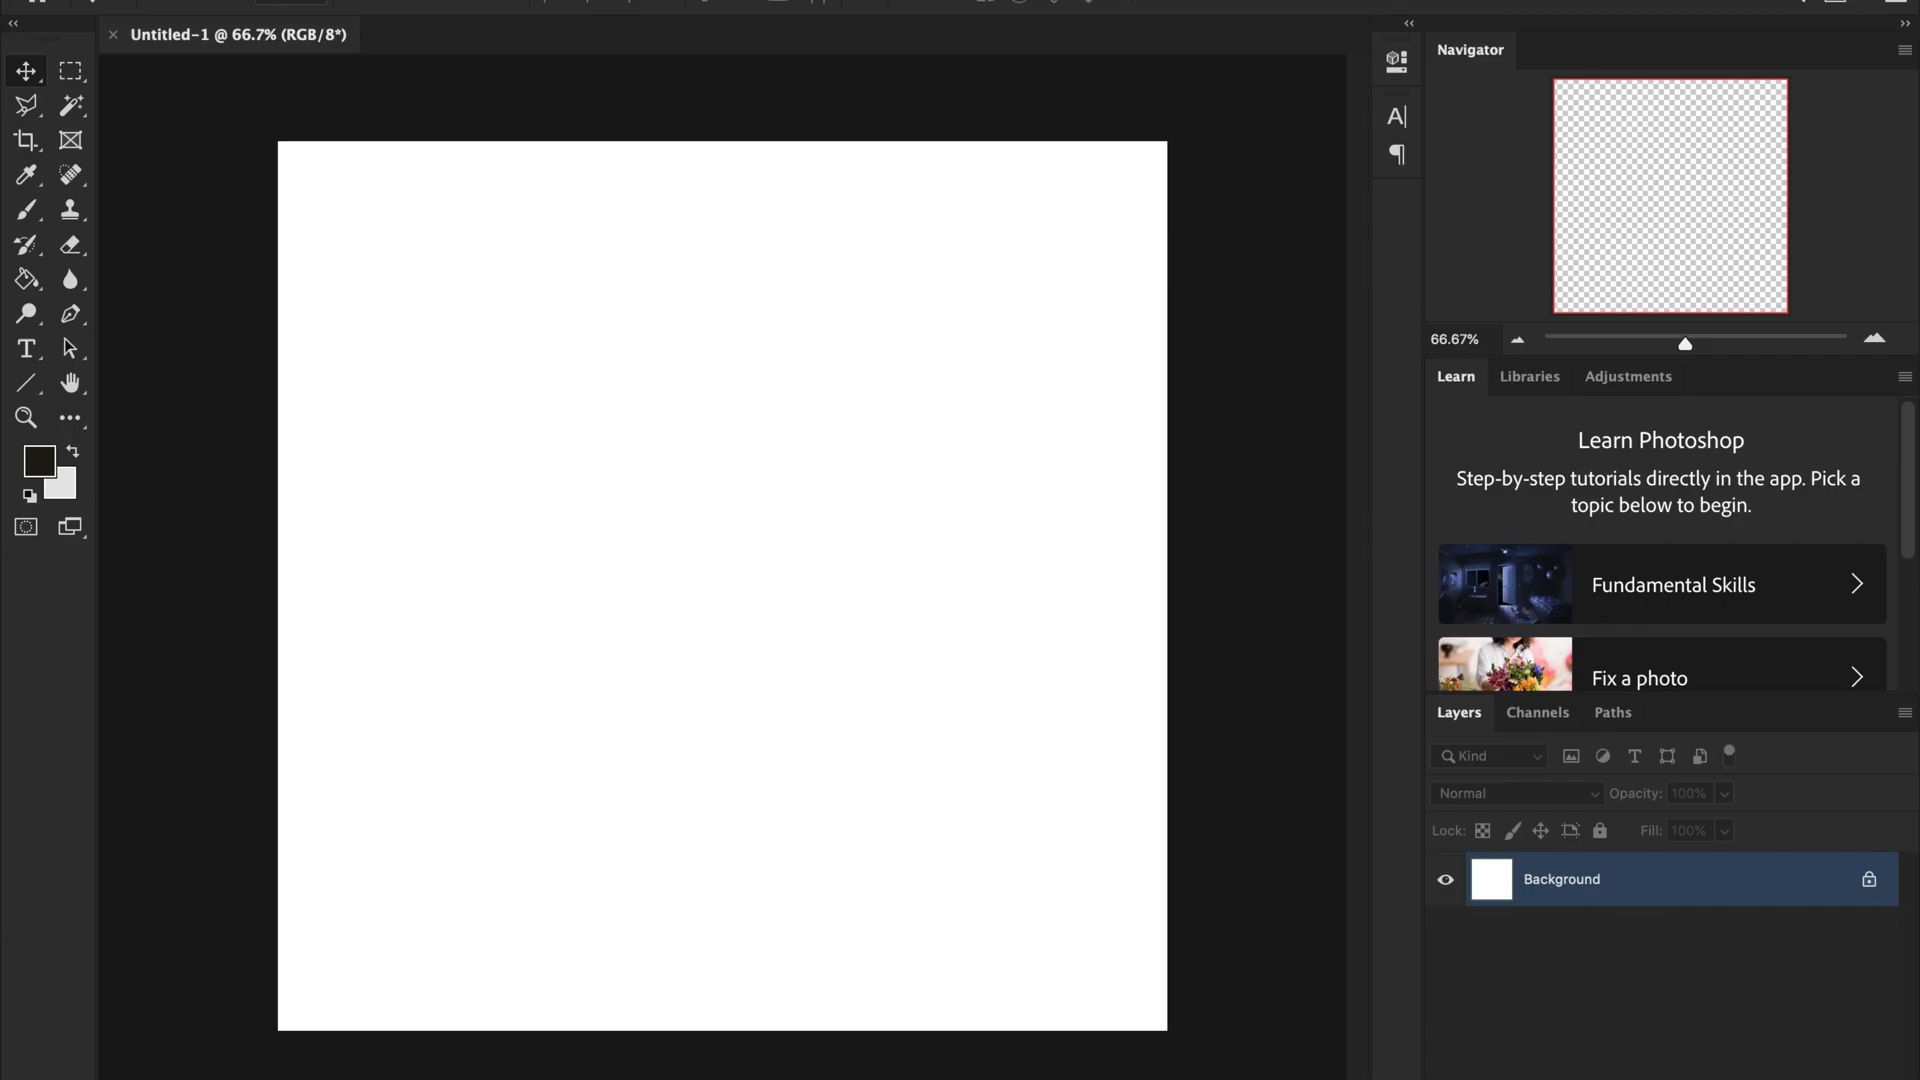 Untitled-1 @ 66.7% (RGB/8*)
Navigator
66.67%
Learn Libraries Adjustments
Learn Photoshop
Step-by-step tutorials directly in the app. Pick a
topic below to begin.
Fundamental Skills
Fix a photo
Layers Channels Paths
Kind
Normal Opacity: 100%
Lock: Fill: 100%
Background